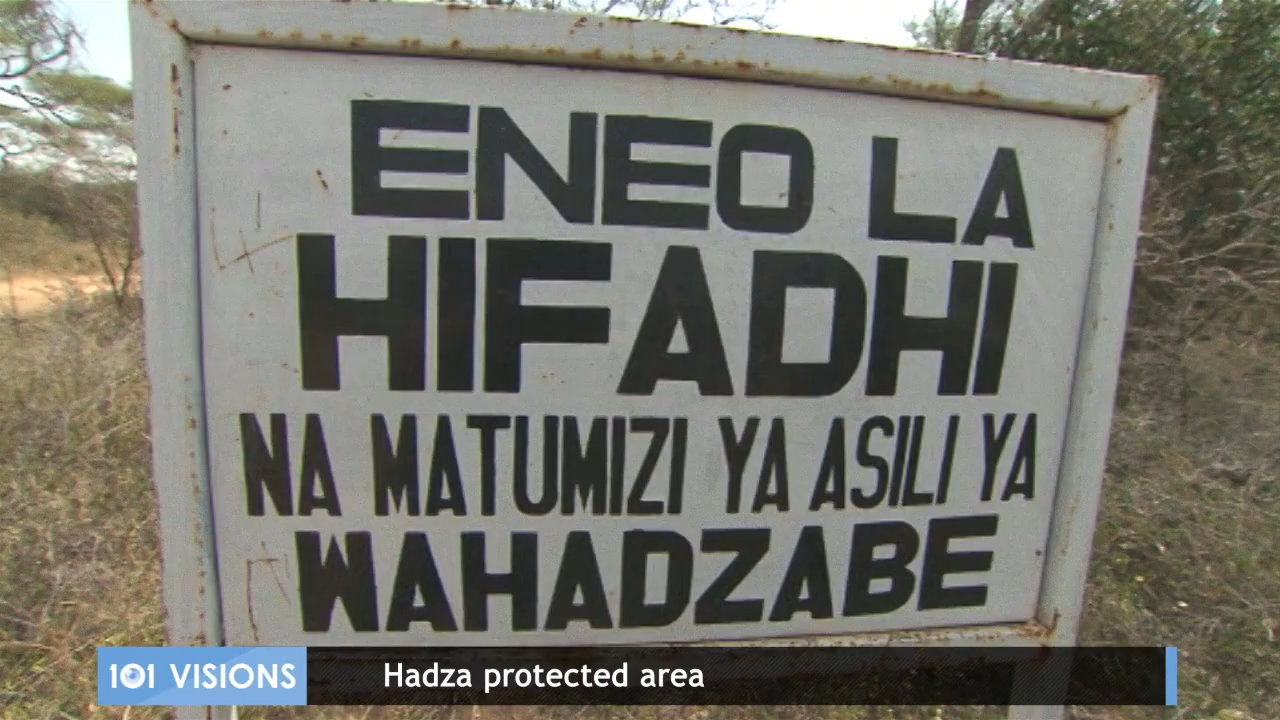 ENEO LA
HIFADHI
NA MATUMIZI YA ASILI YA
WAHADZABE
101 VISIONS
Hadza protected area